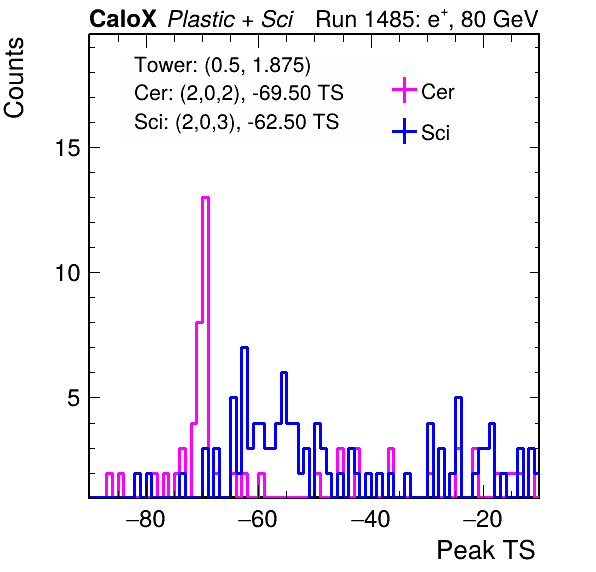 CaloX Plastic + Sci Run 1485: e+, 80 GeV
Counts
Tower: (0.5, 1.875)
Cer: (2,0,2), -69.50 TS
Sci: (2,0,3), -62.50 TS
Cer
Sci
15
10
5
−80 −60 −40 −20
Peak TS